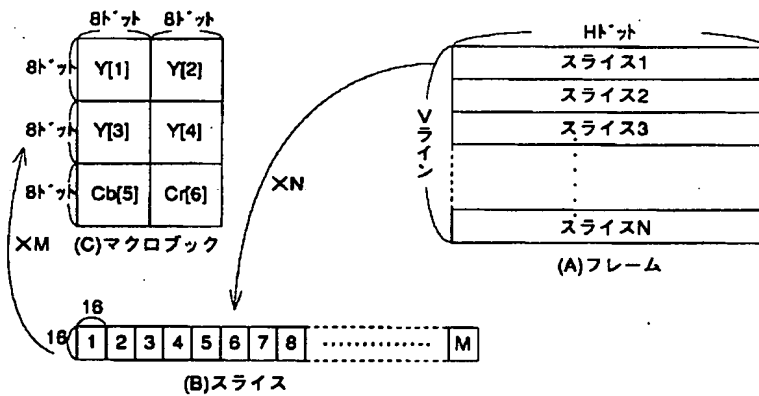 8ドット 8ドット
8ドット Y[1] Y[2]
8ドット Y[3] Y[4]
8ドット Cb[5] Cr[6]
×M
(C)マクロブック
×N
Hドット
Vライン
スライス1
スライス2
スライス3
スライスN
(A)フレーム
16
16 1 2 3 4 5 6 7 8 M
(B)スライス